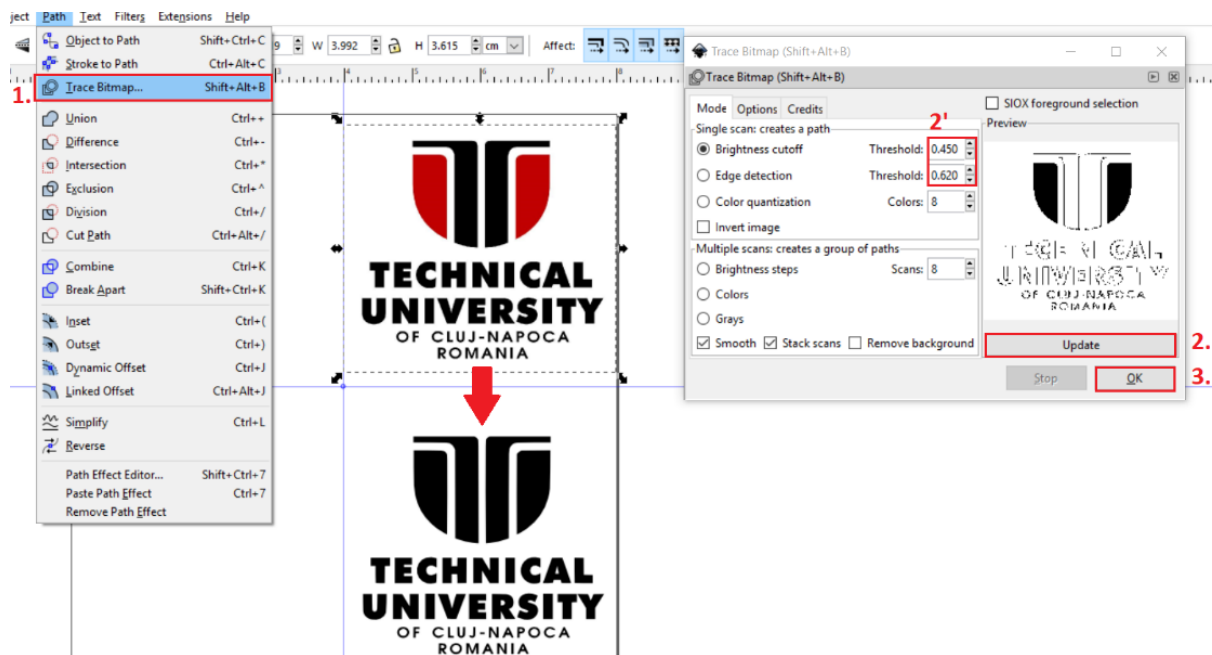 ject Path Text Filters Extensions Help
9 W 3.992 H 3.615 cm Affect:
1.
Object to Path Shift+Ctrl+C
Stroke to Path Ctrl+Alt+C
Trace Bitmap... Shift+Alt+B
Union Ctrl++
Difference Ctrl+-
Intersection Ctrl+*
Exclusion Ctrl+^
Division Ctrl+/
Cut Path Ctrl+Alt+/
Combine Ctrl+K
Break Apart Shift+Ctrl+K
Inset Ctrl+(
Outset Ctrl+)
Dynamic Offset Ctrl+J
Linked Offset Ctrl+Alt+J
Simplify Ctrl+L
Reverse
Path Effect Editor... Shift+Ctrl+7
Paste Path Effect Ctrl+7
Remove Path Effect
3 4 5 6 7 8
TECHNICAL
UNIVERSITY
OF CLUJ-NAPOCA
ROMANIA
TECHNICAL
UNIVERSITY
OF CLUJ-NAPOCA
ROMANIA
Trace Bitmap (Shift+Alt+B)
Trace Bitmap (Shift+Alt+B)
Mode Options Credits
SIOX foreground selection
2'
Single scan: creates a path
Brightness cutoff Threshold: 0.450
Edge detection Threshold: 0.620
Color quantization Colors: 8
Invert image
Multiple scans: creates a group of paths
Brightness steps Scans: 8
Colors
Grays
Smooth Stack scans Remove background
Preview
OF CLUJ-NAPOCA
ROMANIA
Update
2.
Stop OK
3.